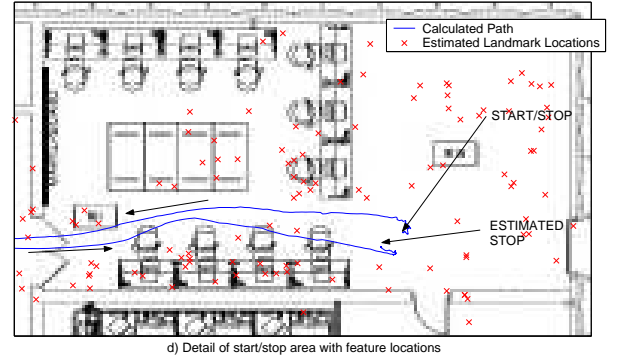 Calculated Path
Estimated Landmark Locations
START/STOP
ESTIMATED
STOP
d) Detail of start/stop area with feature locations